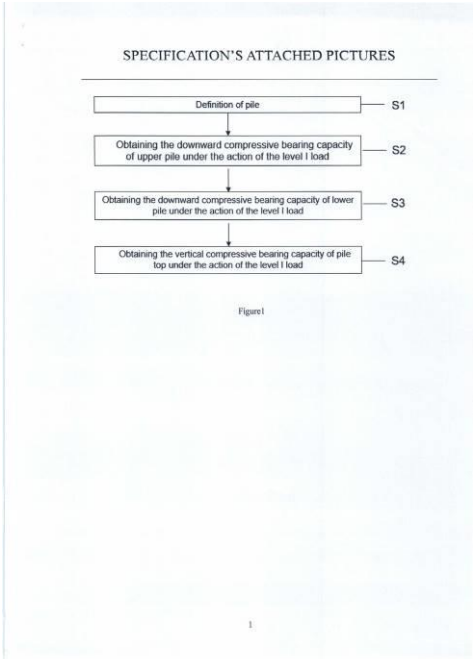 SPECIFICATION'S ATTACHED PICTURES
Definition of pile
S1
Obtaining the downward compressive bearing capacity
of upper pile under the action of the level I load
S2
Obtaining the downward compressive bearing capacity of lower
pile under the action of the level I load
S3
Obtaining the vertical compressive bearing capacity of pile
top under the action of the level I load
S4
Figure1
1